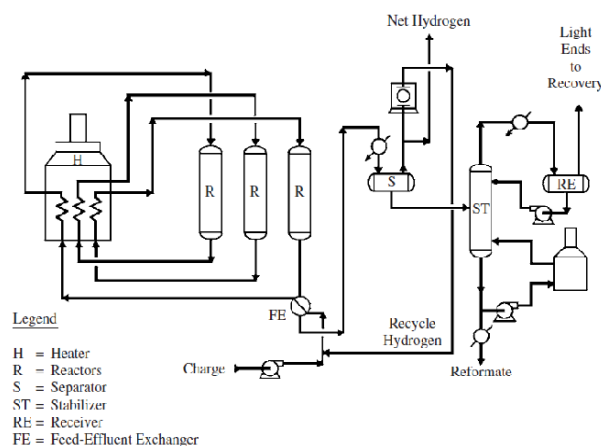 Net Hydrogen
Light
Ends
to
Recovery
H
R
R
R
S
ST
RE
FE
Recycle
Hydrogen
Charge
Reformate
Legend
H = Heater
R = Reactors
S = Separator
ST = Stabilizer
RE = Receiver
FE = Feed-Effluent Exchanger